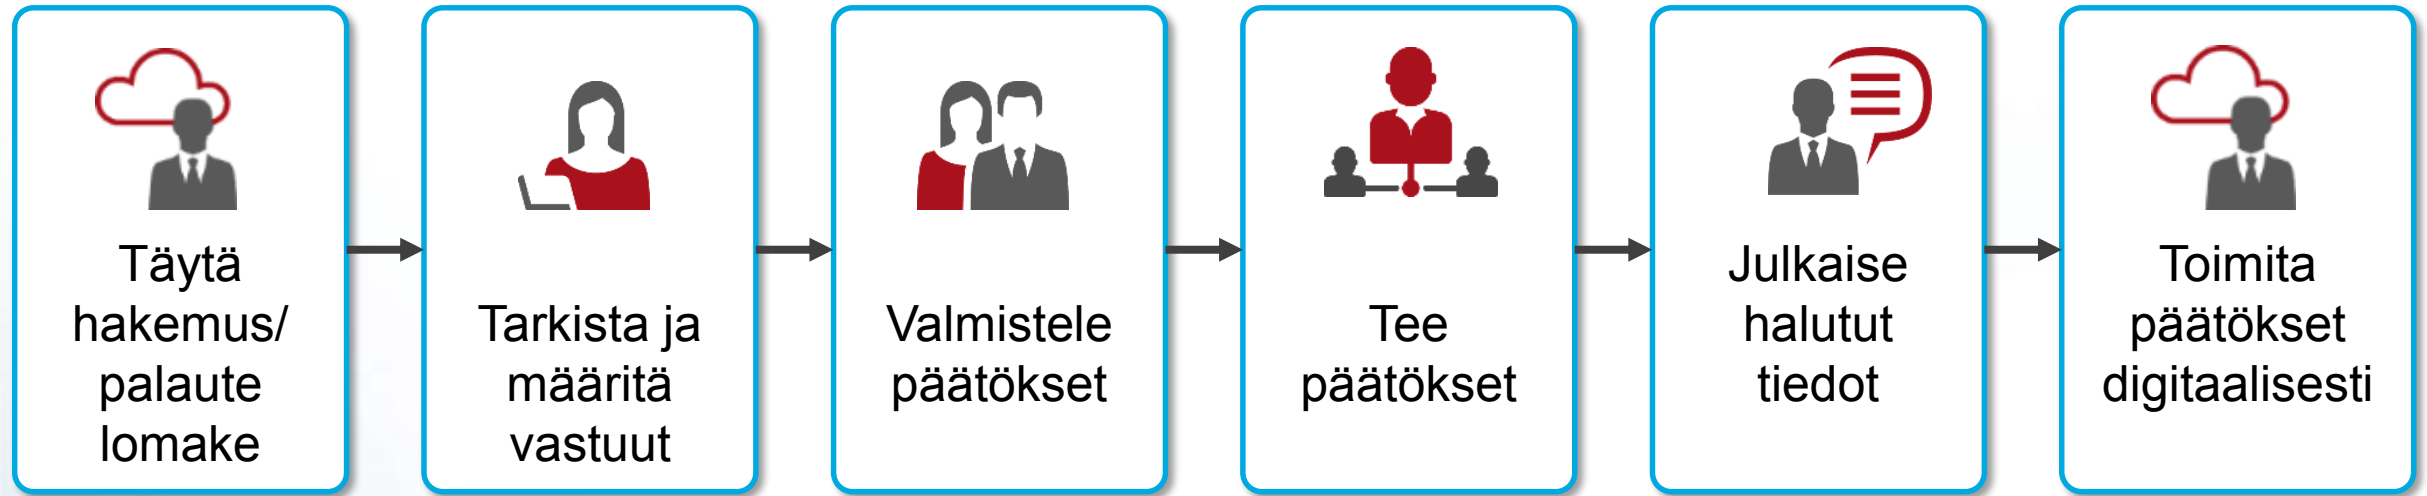 Täytä
hakemus/
palaute
lomake
Tarkista ja
määritä
vastuut
Valmistele
päätökset
Tee
päätökset
Julkaise
halutut
tiedot
Toimita
päätökset
digitaalisesti